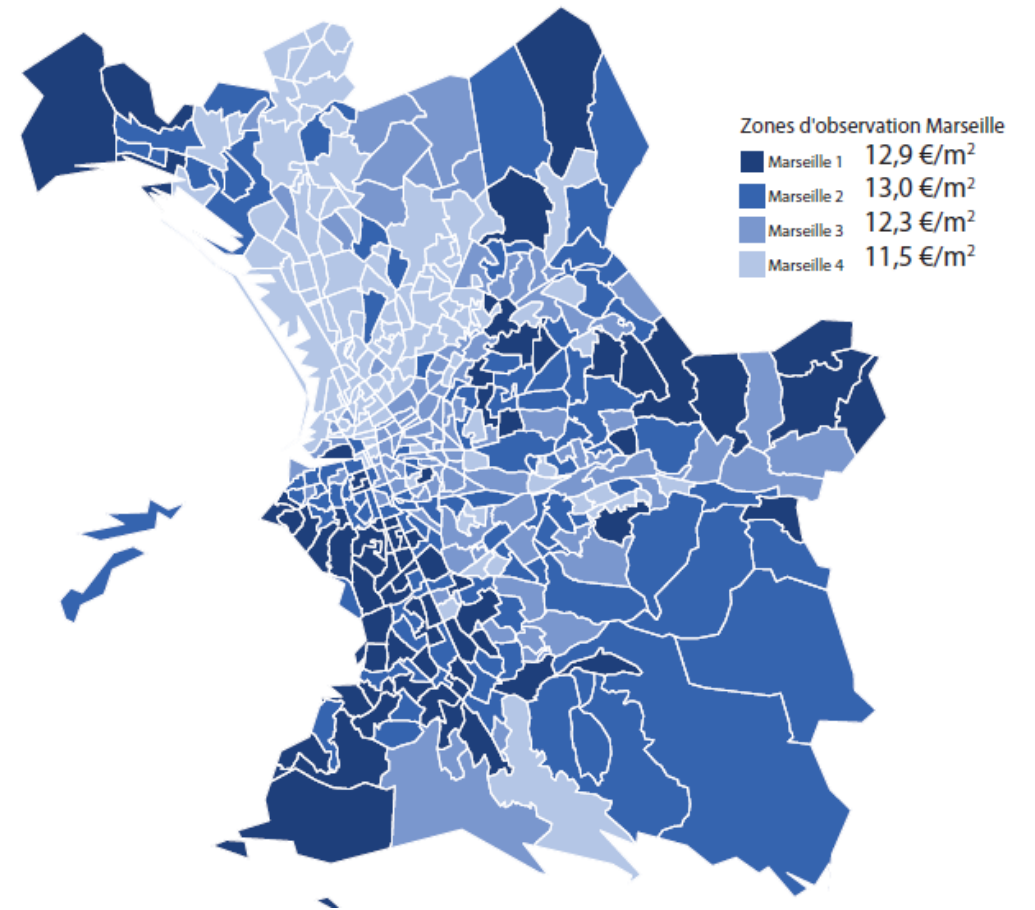 Zones d'observation Marseille
Marseille 1 12,9 €/m²
Marseille 2 13,0 €/m²
Marseille 3 12,3 €/m²
Marseille 4 11,5 €/m²